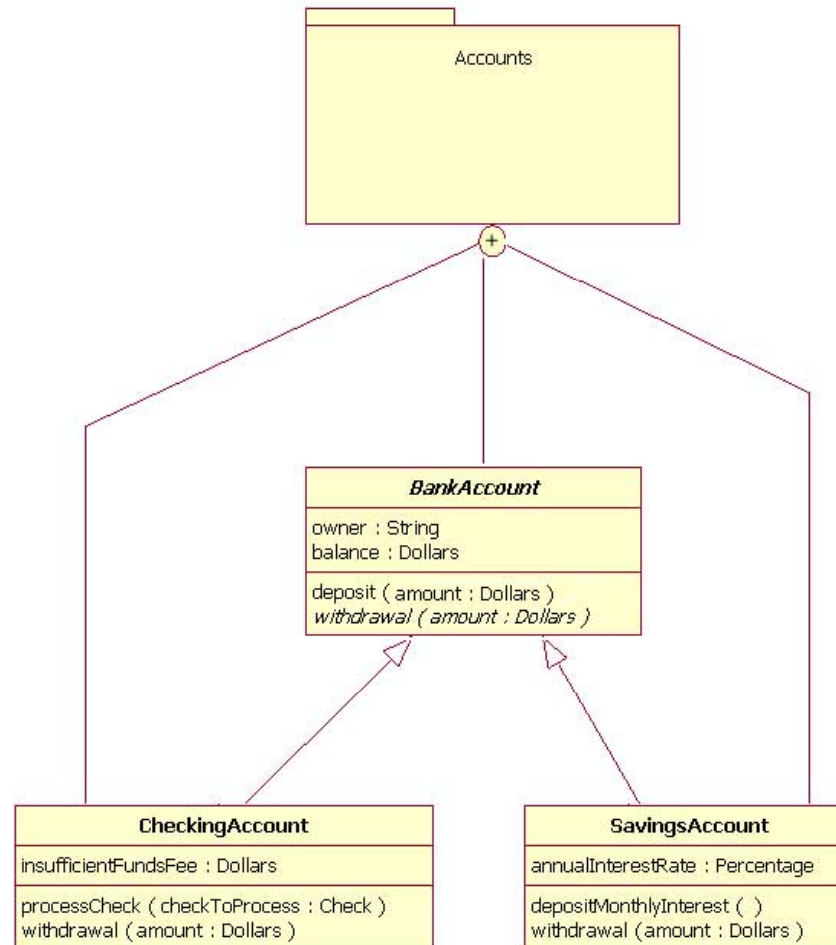 Accounts
+
BankAccount
owner : String
balance : Dollars
deposit ( amount : Dollars )
withdrawal ( amount : Dollars )
CheckingAccount
insufficientFundsFee : Dollars
processCheck ( checkToProcess : Check )
withdrawal ( amount : Dollars )
SavingsAccount
annualInterestRate : Percentage
depositMonthlyInterest ( )
withdrawal ( amount : Dollars )